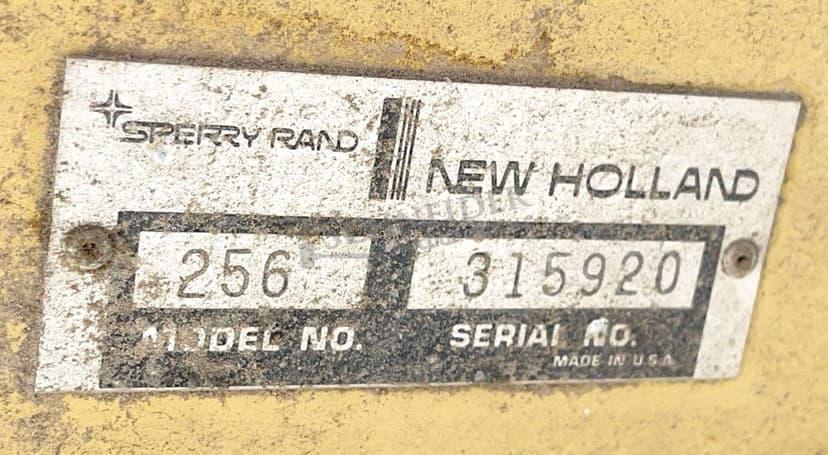 SPERRY RAND
NEW HOLLAND
256 315920
MODEL NO. SERIAL NO.
MADE IN U.S.A.